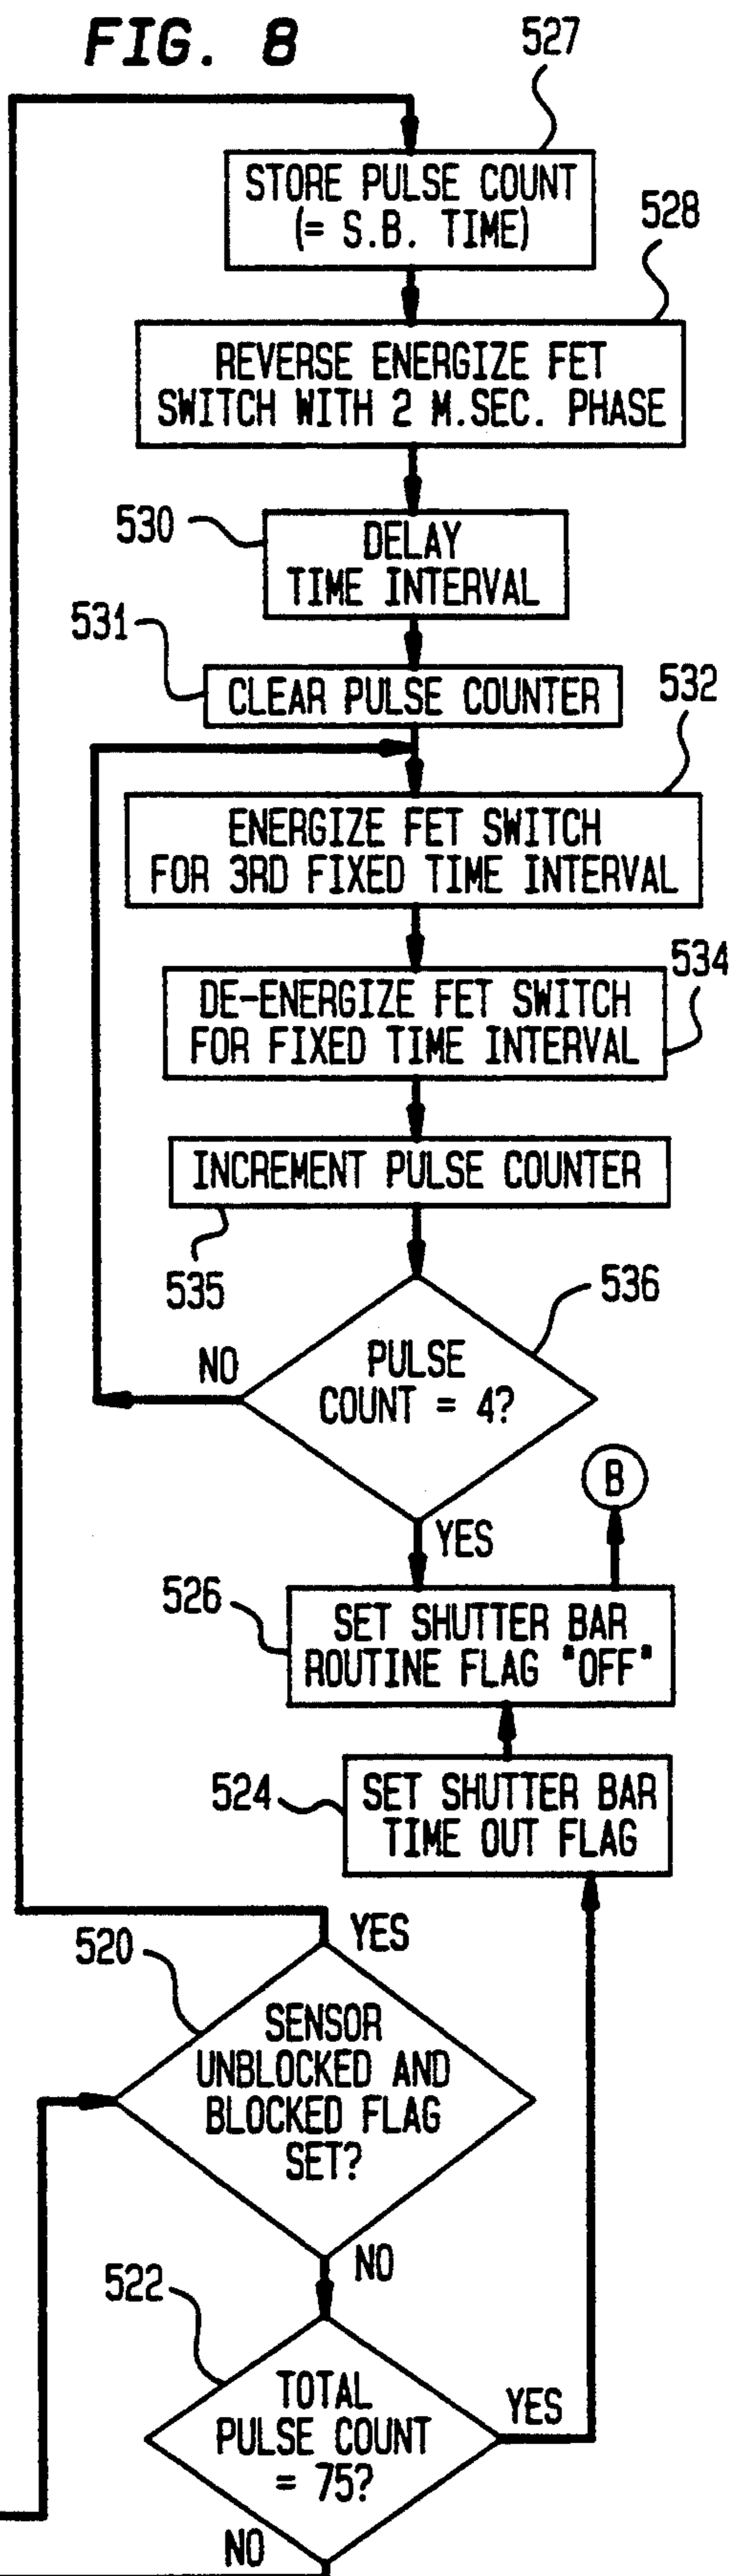 FIG. 8
527
STORE PULSE COUNT
(= S.B. TIME)
528
REVERSE ENERGIZE FET
SWITCH WITH 2 M.SEC. PHASE
530
DELAY
TIME INTERVAL
531
CLEAR PULSE COUNTER
532
ENERGIZE FET SWITCH
FOR 3RD FIXED TIME INTERVAL
534
DE-ENERGIZE FET SWITCH
FOR FIXED TIME INTERVAL
INCREMENT PULSE COUNTER
535
536
PULSE
COUNT = 4?
NO
YES
B
526
SET SHUTTER BAR
ROUTINE FLAG "OFF"
524
SET SHUTTER BAR
TIME OUT FLAG
YES
520
SENSOR
UNBLOCKED AND
BLOCKED FLAG
SET?
NO
522
TOTAL
PULSE COUNT
= 75?
YES
NO